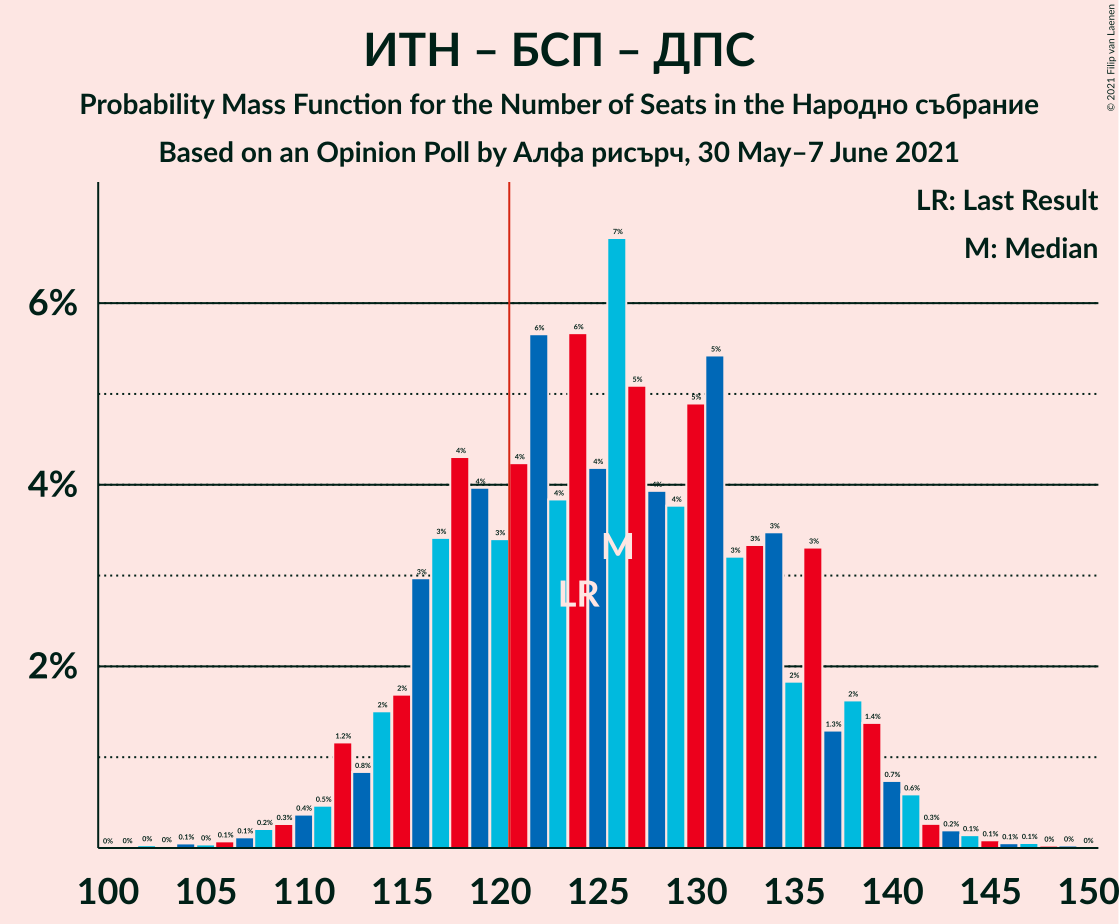 ИТН – БСП – ДПС
Probability Mass Function for the Number of Seats in the Народно събрание
Based on an Opinion Poll by Алфа рисърч, 30 May–7 June 2021
© 2021 Filip van Laenen
LR: Last Result
M: Median
6%
4%
2%
0% 0% 0% 0% 0.1% 0% 0.1% 0.1% 0.2% 0.3% 0.4% 0.5% 1.2% 0.8% 2% 2% 3% 3% 4% 4% 3% 4% 6% 4% 6% 4% 7% 5% 4% 4% 5% 5% 3% 3% 3% 2% 3% 1.3% 2% 1.4% 0.7% 0.6% 0.3% 0.2% 0.1% 0.1% 0.1% 0.1% 0% 0% 0%
M
LR
100 105 110 115 120 125 130 135 140 145 150